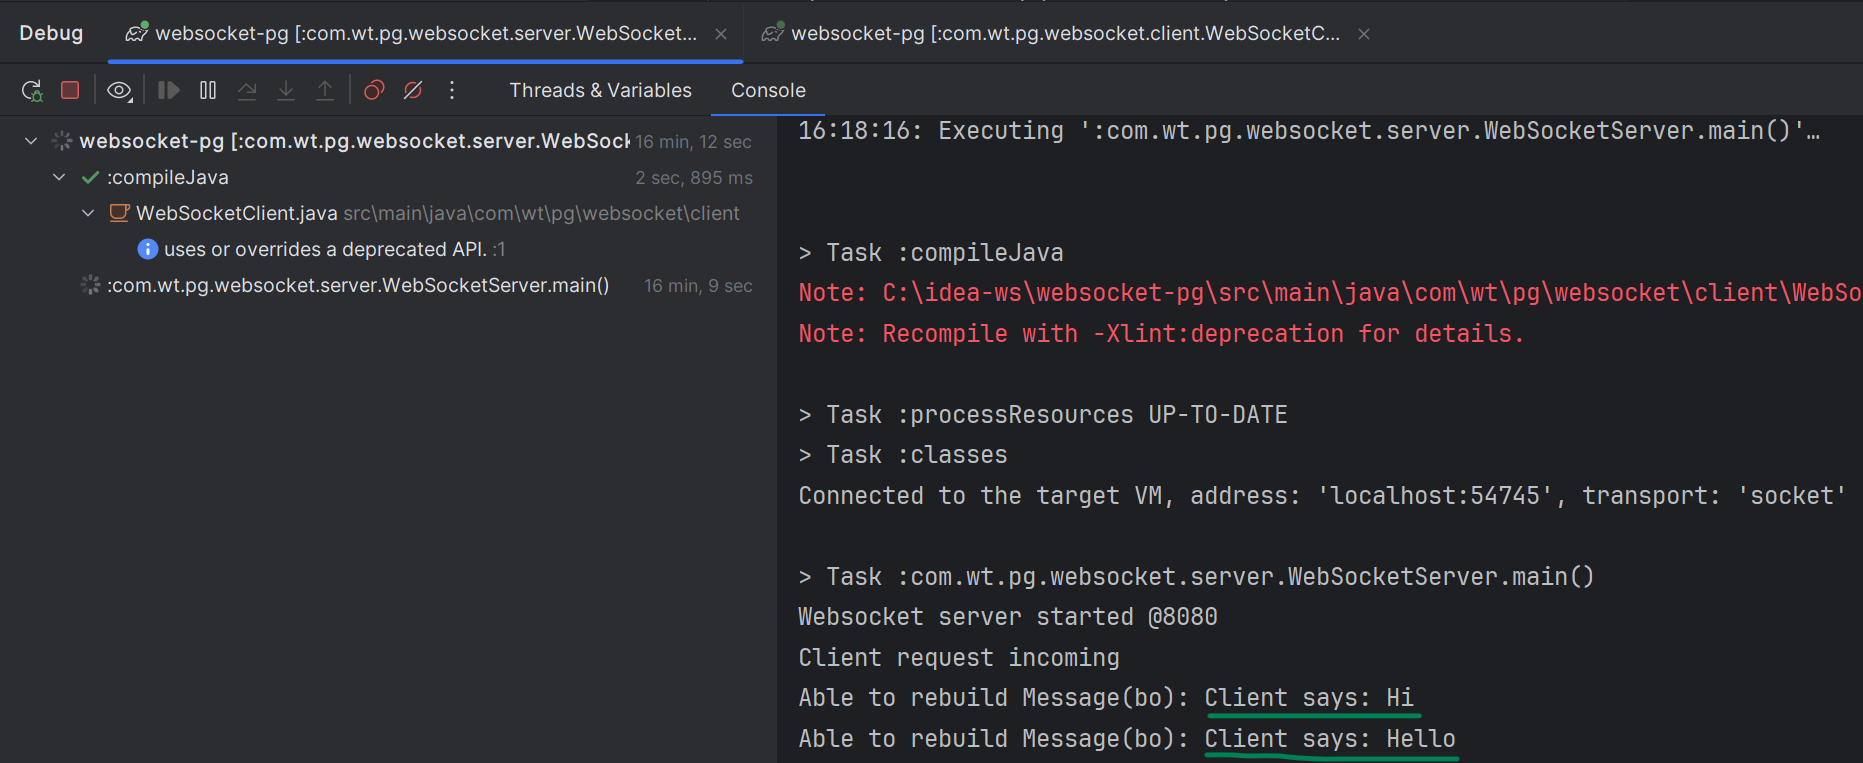 Debug
websocket-pg [:com.wt.pg.websocket.server.WebSocket...
websocket-pg [:com.wt.pg.websocket.client.WebSocketC...
Threads & Variables
Console
websocket-pg [:com.wt.pg.websocket.server.WebSock 16 min, 12 sec
:compileJava 2 sec, 895 ms
WebSocketClient.java src\main\java\com\wt\pg\websocket\client
uses or overrides a deprecated API. :1
:com.wt.pg.websocket.server.WebSocketServer.main() 16 min, 9 sec
16:18:16: Executing ':com.wt.pg.websocket.server.WebSocketServer.main()'…
> Task :compileJava
Note: C:\idea-ws\websocket-pg\src\main\java\com\wt\pg\websocket\client\WebSo
Note: Recompile with -Xlint:deprecation for details.
> Task :processResources UP-TO-DATE
> Task :classes
Connected to the target VM, address: 'localhost:54745', transport: 'socket'
> Task :com.wt.pg.websocket.server.WebSocketServer.main()
Websocket server started @8080
Client request incoming
Able to rebuild Message(bo): Client says: Hi
Able to rebuild Message(bo): Client says: Hello